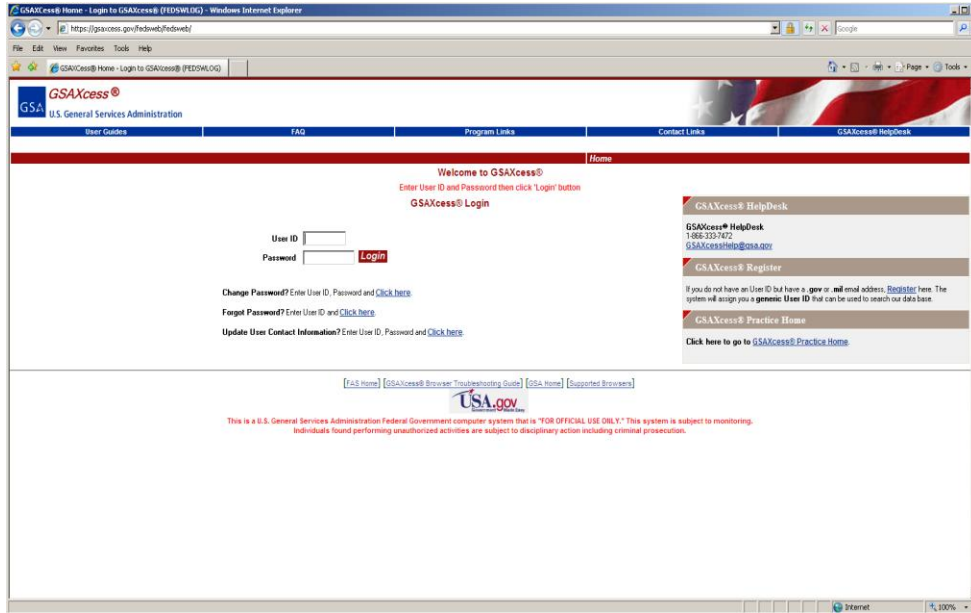 GSAXcess® Home - Login to GSAXcess® (FEDSWLOG) - Windows Internet Explorer
https://gsaxcess.gov/fedsweb/fedsweb/
Google
File Edit View Favorites Tools Help
GSAXcess® Home - Login to GSAXcess® (FEDSWLOG)
Page Tools
GSA
GSAXcess®
U.S. General Services Administration
User Guides FAQ Program Links Contact Links GSAXcess® HelpDesk
Home
Welcome to GSAXcess®
Enter User ID and Password then click 'Login' button
GSAXcess® Login
User ID
Password Login
Change Password? Enter User ID, Password and Click here.
Forgot Password? Enter User ID and Click here.
Update User Contact Information? Enter User ID, Password and Click here.
GSAXcess® HelpDesk
GSAXcess® HelpDesk
1-866-333-7472
GSAXcessHelp@gsa.gov
GSAXcess® Register
If you do not have an User ID but have a .gov or .mil email address, Register here. The
system will assign you a generic User ID that can be used to search our data base.
GSAXcess® Practice Home
Click here to go to GSAXcess® Practice Home.
[FAS Home] [GSAXcess® Browser Troubleshooting Guide] [GSA Home] [Supported Browsers]
USA.gov
Government Made Easy
This is a U.S. General Services Administration Federal Government computer system that is "FOR OFFICIAL USE ONLY." This system is subject to monitoring.
Individuals found performing unauthorized activities are subject to disciplinary action including criminal prosecution.
Internet 100%